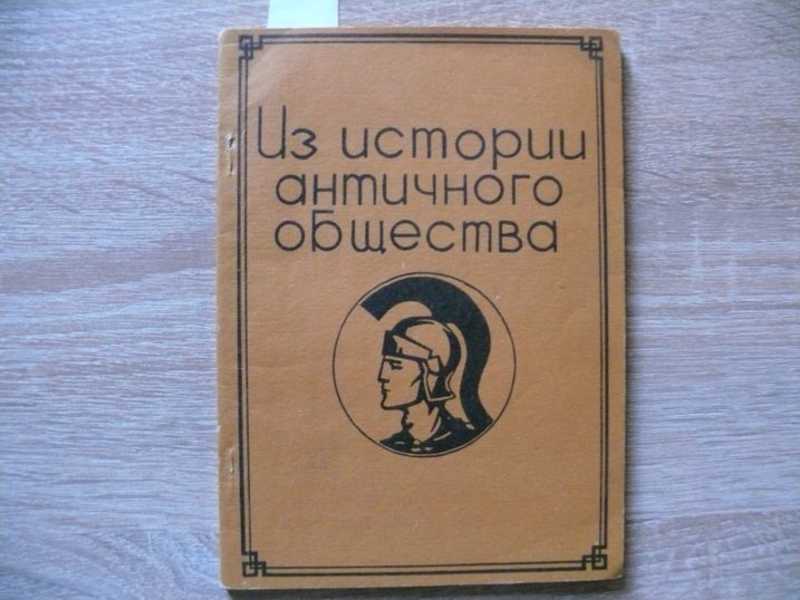 Из истории
античного
общества